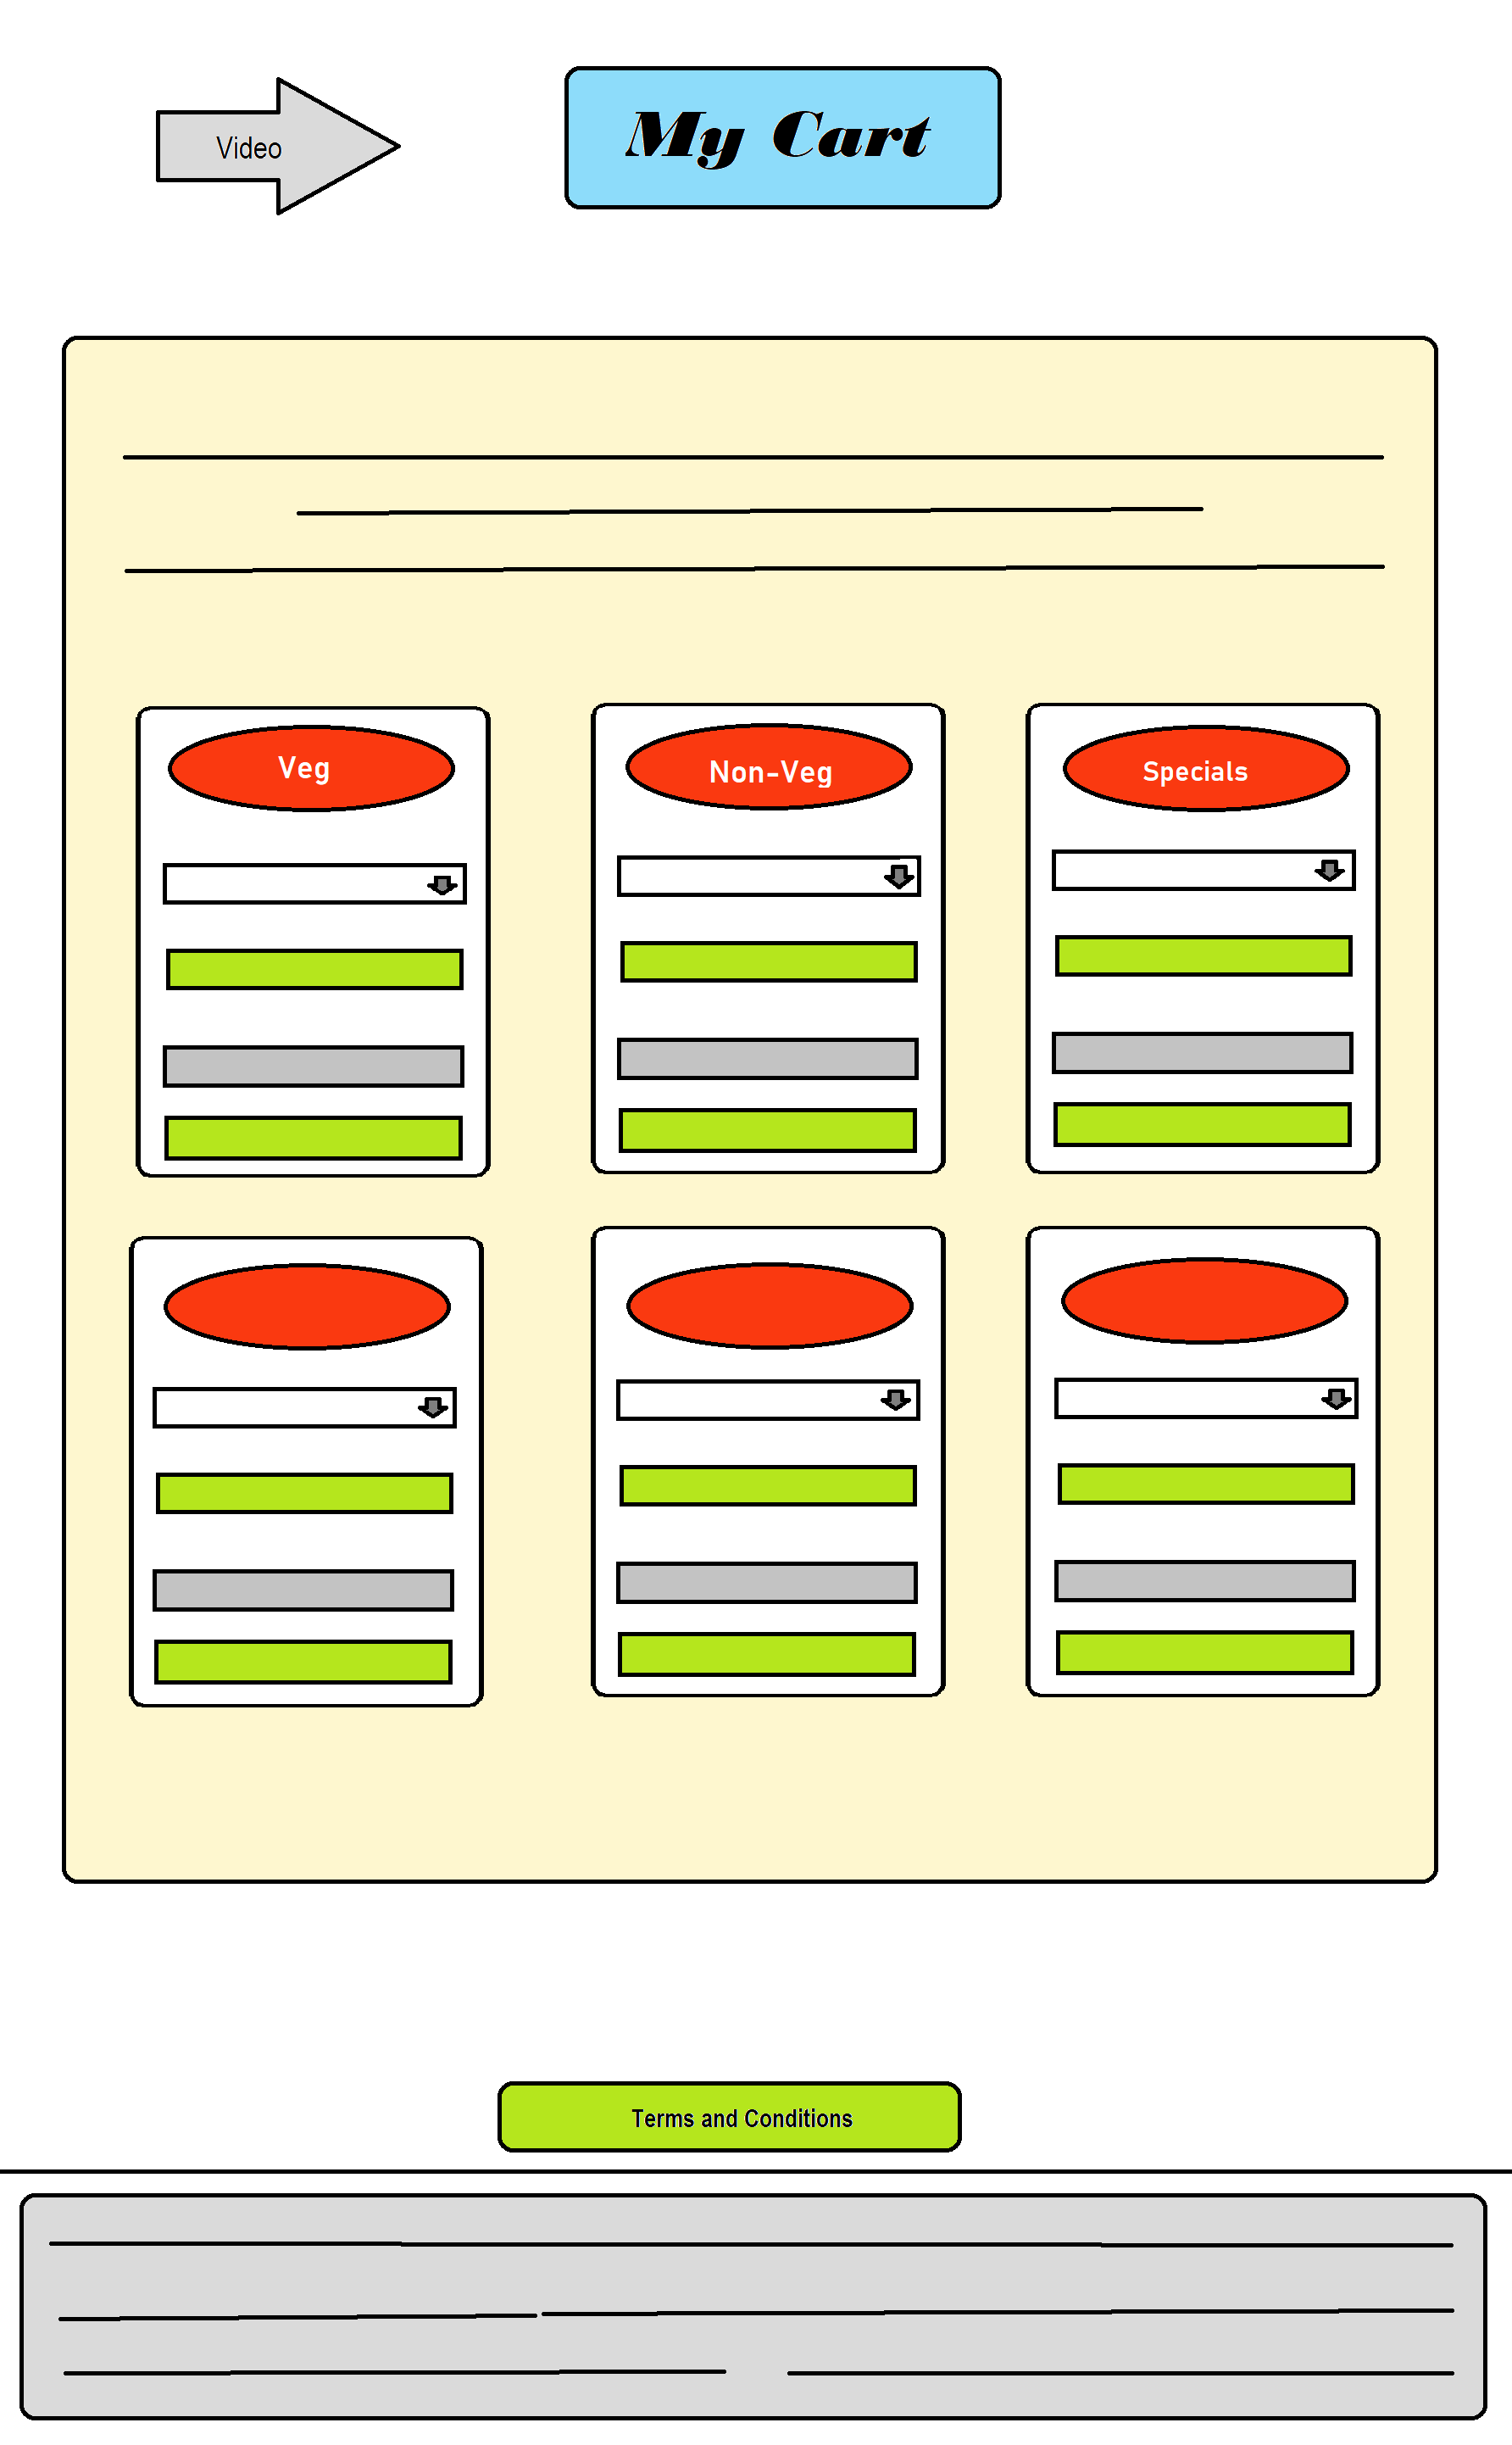 Video
My Cart
Veg
Non-Veg
Specials
Terms and Conditions